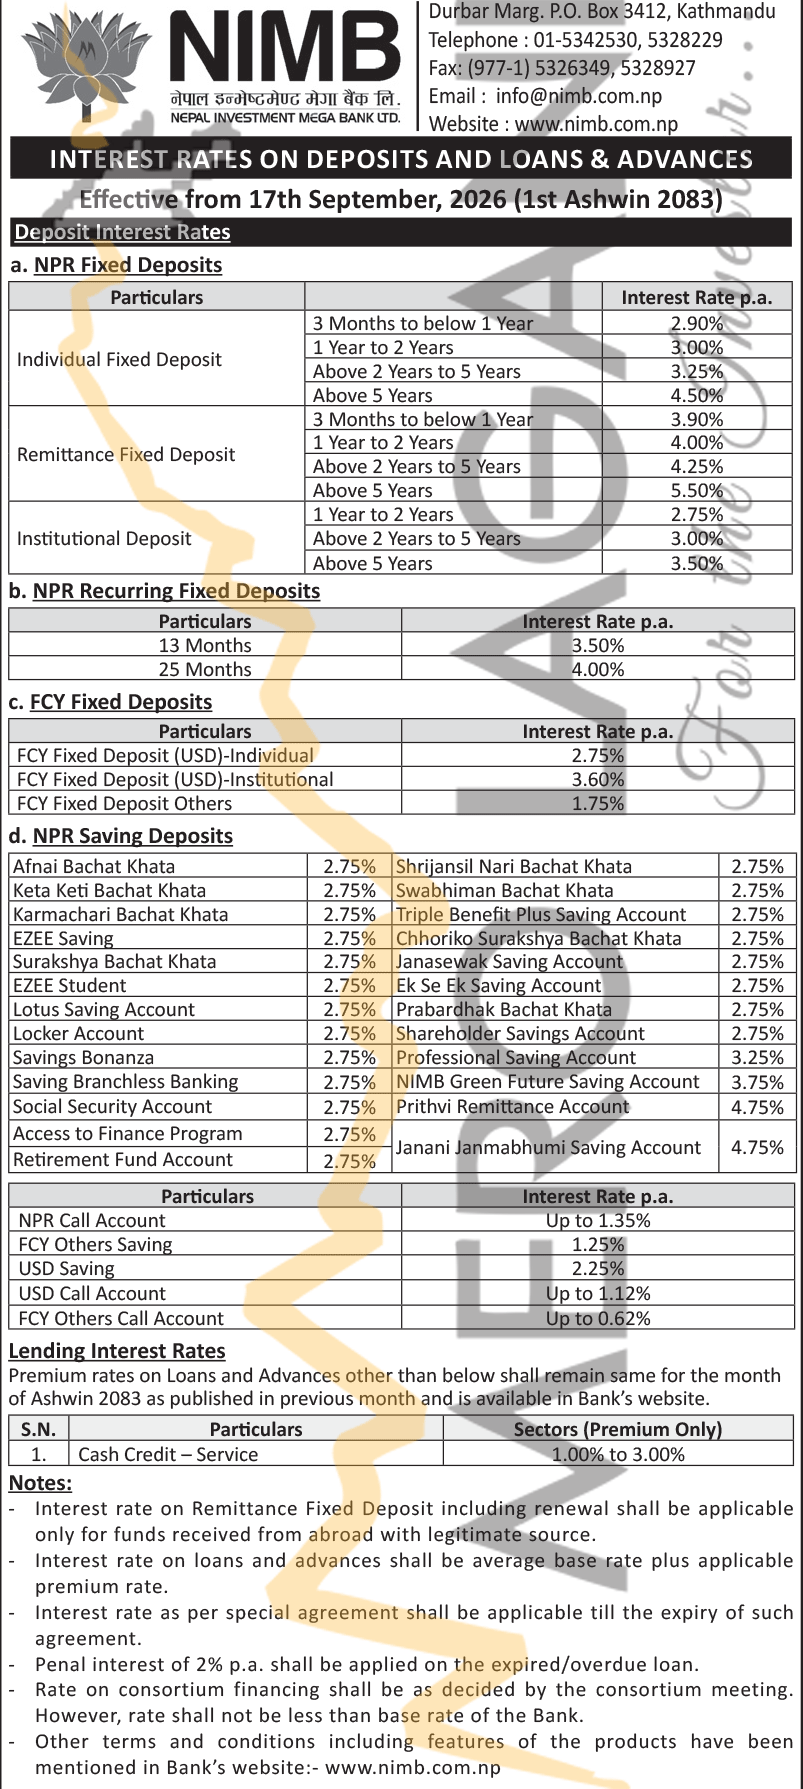 NIMB
नेपाल इन्भेष्टमेण्ट मेगा बैंक लि.
NEPAL INVESTMENT MEGA BANK LTD.
Durbar Marg. P.O. Box 3412, Kathmandu
Telephone : 01-5342530, 5328229
Fax: (977-1) 5326349, 5328927
Email : info@nimb.com.np
Website : www.nimb.com.np
INTEREST RATES ON DEPOSITS AND LOANS & ADVANCES
Effective from 17th September, 2026 (1st Ashwin 2083)
Deposit Interest Rates
a. NPR Fixed Deposits
Particulars Interest Rate p.a.
Individual Fixed Deposit
3 Months to below 1 Year 2.90%
1 Year to 2 Years 3.00%
Above 2 Years to 5 Years 3.25%
Above 5 Years 4.50%
Remittance Fixed Deposit
3 Months to below 1 Year 3.90%
1 Year to 2 Years 4.00%
Above 2 Years to 5 Years 4.25%
Above 5 Years 5.50%
Institutional Deposit
1 Year to 2 Years 2.75%
Above 2 Years to 5 Years 3.00%
Above 5 Years 3.50%
b. NPR Recurring Fixed Deposits
Particulars Interest Rate p.a.
13 Months 3.50%
25 Months 4.00%
c. FCY Fixed Deposits
Particulars Interest Rate p.a.
FCY Fixed Deposit (USD)-Individual 2.75%
FCY Fixed Deposit (USD)-Institutional 3.60%
FCY Fixed Deposit Others 1.75%
d. NPR Saving Deposits
Afnai Bachat Khata 2.75% Shrijansil Nari Bachat Khata 2.75%
Keta Keti Bachat Khata 2.75% Swabhiman Bachat Khata 2.75%
Karmachari Bachat Khata 2.75% Triple Benefit Plus Saving Account 2.75%
EZEE Saving 2.75% Chhoriko Surakshya Bachat Khata 2.75%
Surakshya Bachat Khata 2.75% Janasewak Saving Account 2.75%
EZEE Student 2.75% Ek Se Ek Saving Account 2.75%
Lotus Saving Account 2.75% Prabardhak Bachat Khata 2.75%
Locker Account 2.75% Shareholder Savings Account 2.75%
Savings Bonanza 2.75% Professional Saving Account 3.25%
Saving Branchless Banking 2.75% NIMB Green Future Saving Account 3.75%
Social Security Account 2.75% Prithvi Remittance Account 4.75%
Access to Finance Program 2.75%
Janani Janmabhumi Saving Account 4.75%
Retirement Fund Account 2.75%
Particulars Interest Rate p.a.
NPR Call Account Up to 1.35%
FCY Others Saving 1.25%
USD Saving 2.25%
USD Call Account Up to 1.12%
FCY Others Call Account Up to 0.62%
Lending Interest Rates
Premium rates on Loans and Advances other than below shall remain same for the month
of Ashwin 2083 as published in previous month and is available in Bank's website.
S.N. Particulars Sectors (Premium Only)
1. Cash Credit – Service 1.00% to 3.00%
Notes:
- Interest rate on Remittance Fixed Deposit including renewal shall be applicable
only for funds received from abroad with legitimate source.
- Interest rate on loans and advances shall be average base rate plus applicable
premium rate.
- Interest rate as per special agreement shall be applicable till the expiry of such
agreement.
- Penal interest of 2% p.a. shall be applied on the expired/overdue loan.
- Rate on consortium financing shall be as decided by the consortium meeting.
However, rate shall not be less than base rate of the Bank.
- Other terms and conditions including features of the products have been
mentioned in Bank's website:- www.nimb.com.np
MERO LAGANI
For the Investor...